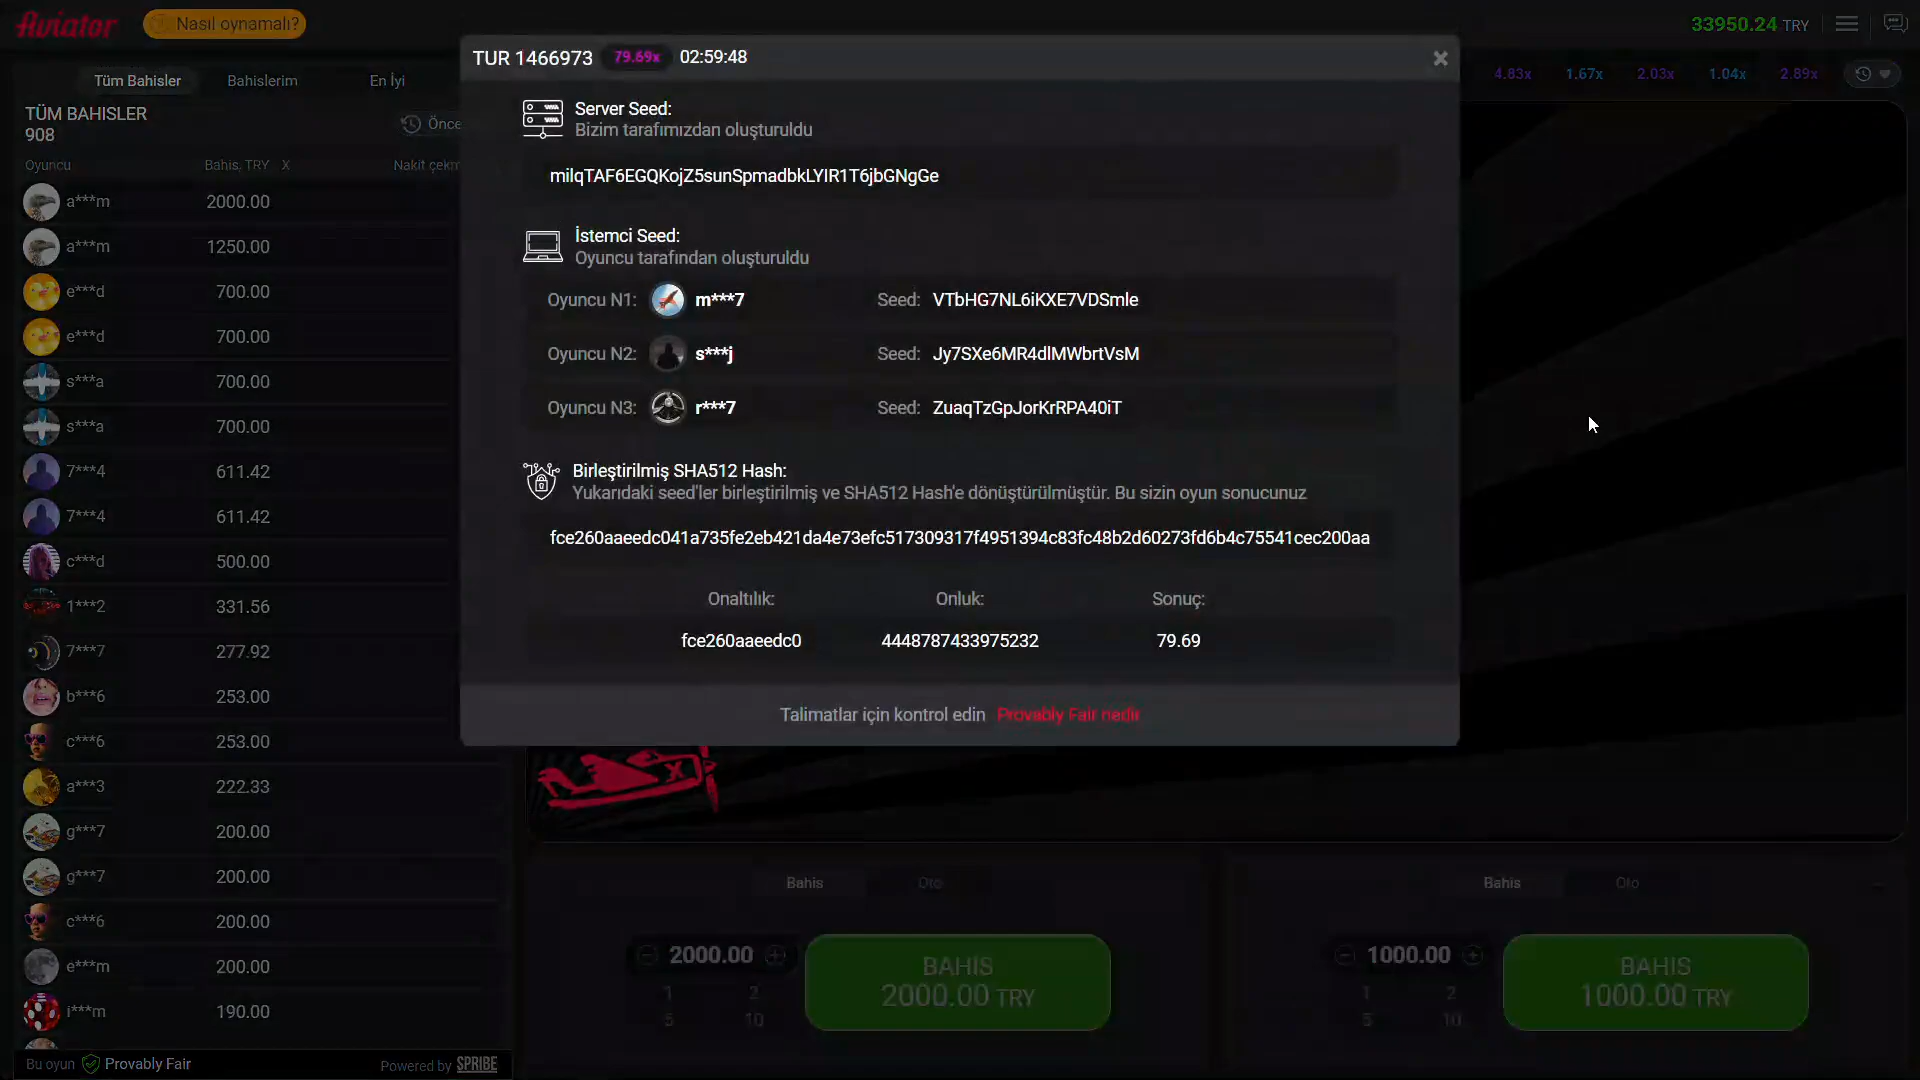 Aviator
Nasıl oynamalı?
33950.24 TRY
TUR 1466973 79.69x 02:59:48
4.83x 1.67x 2.03x 1.04x 2.89x
Tüm Bahisler Bahislerim En İyi
TÜM BAHISLER
908
Önce
Oyuncu Bahis, TRY X Nakit çekm
a***m 2000.00
a***m 1250.00
e***d 700.00
e***d 700.00
s***a 700.00
s***a 700.00
7***4 611.42
7***4 611.42
c***d 500.00
1***2 331.56
7***7 277.92
b***6 253.00
c***6 253.00
a***3 222.33
g***7 200.00
g***7 200.00
c***6 200.00
e***m 200.00
i***m 190.00
Bu oyun Provably Fair Powered by SPRIBE
Server Seed:
Bizim tarafımızdan oluşturuldu
milqTAF6EGQKojZ5sunSpmadbkLYIR1T6jbGNgGe
İstemci Seed:
Oyuncu tarafından oluşturuldu
Oyuncu N1: m***7 Seed: VTbHG7NL6iKXE7VDSmle
Oyuncu N2: s***j Seed: Jy7SXe6MR4dlMWbrtVsM
Oyuncu N3: r***7 Seed: ZuaqTzGpJorKrRPA40iT
Birleştirilmiş SHA512 Hash:
Yukarıdaki seed'ler birleştirilmiş ve SHA512 Hash'e dönüştürülmüştür. Bu sizin oyun sonucunuz
fce260aaeedc041a735fe2eb421da4e73efc517309317f4951394c83fc48b2d60273fd6b4c75541cec200aa
Onaltılık: Onluk: Sonuç:
fce260aaeedc0 4448787433975232 79.69
Talimatlar için kontrol edin Provably Fair nedir
X
Bahis Oto
2000.00
1 2
5 10
BAHİS
2000.00 TRY
Bahis Oto
1000.00
1 2
5 10
BAHİS
1000.00 TRY